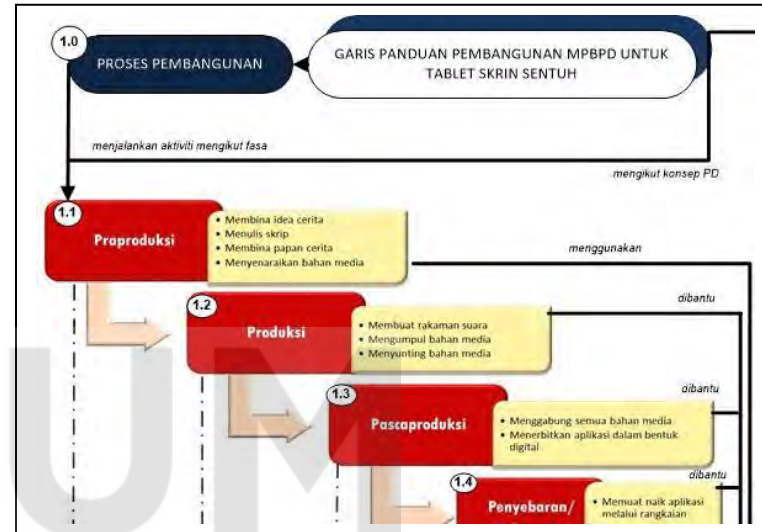 1.0
PROSES PEMBANGUNAN
GARIS PANDUAN PEMBANGUNAN MPBPD UNTUK
TABLET SKRIN SENTUH
menjalankan aktiviti mengikut fasa
mengikut konsep PD
1.1
Praproduksi
• Membina idea cerita
• Menulis skrip
• Membina papan cerita
• Menyenaraikan bahan media
menggunakan
1.2
Produksi
• Membuat rakaman suara
• Mengumpul bahan media
• Menyunting bahan media
dibantu
1.3
Pascaproduksi
• Menggabung semua bahan media
• Menerbitkan aplikasi dalam bentuk
digital
dibantu
1.4
Penyebaran/
• Memuat naik aplikasi
melalui rangkaian
dibantu
UM